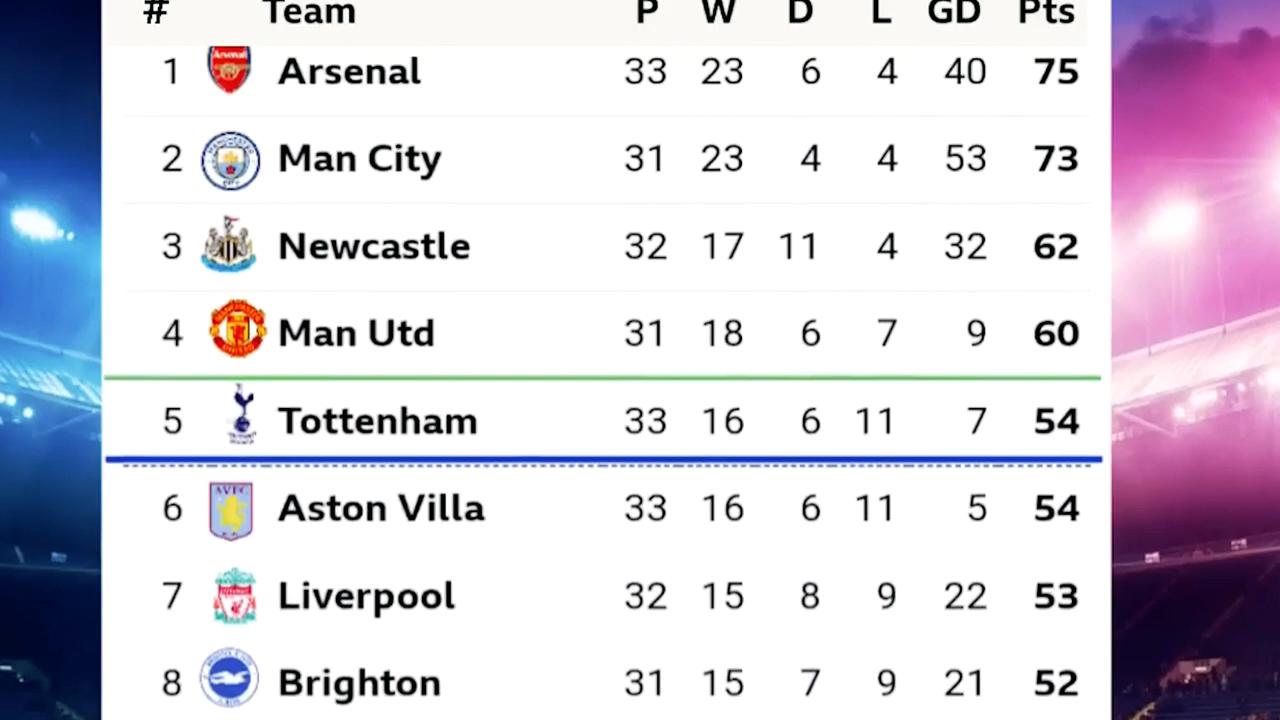 # Team P W D L GD Pts
1 Arsenal 33 23 6 4 40 75
2 Man City 31 23 4 4 53 73
3 Newcastle 32 17 11 4 32 62
4 Man Utd 31 18 6 7 9 60
5 Tottenham 33 16 6 11 7 54
6 Aston Villa 33 16 6 11 5 54
7 Liverpool 32 15 8 9 22 53
8 Brighton 31 15 7 9 21 52